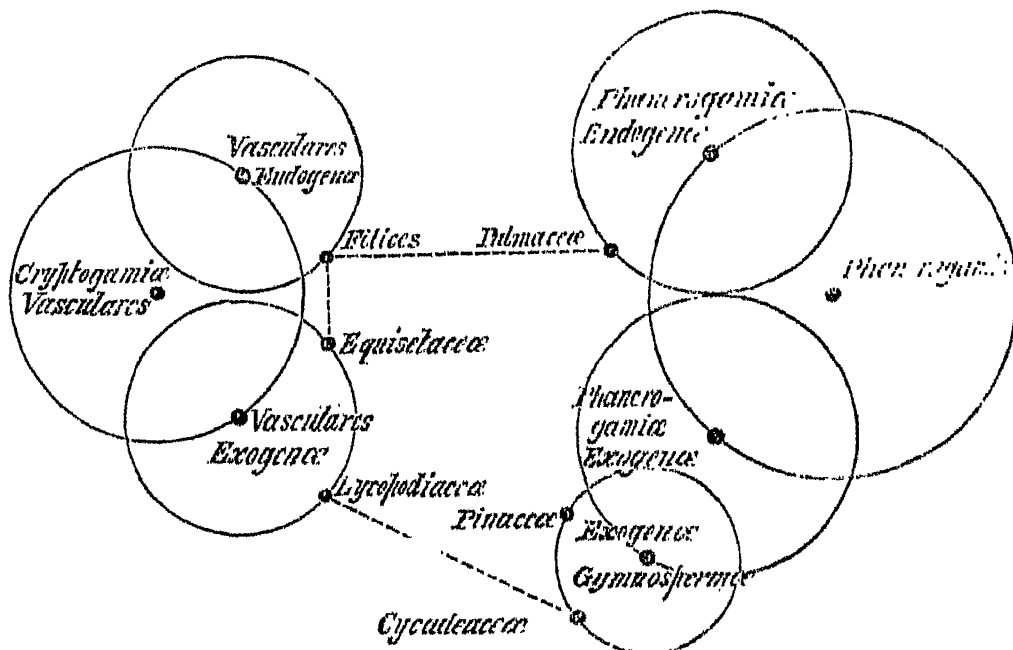 Vasculares
Endogenæ
Cryptogamiæ
Vasculares
Filices
Equisetaceæ
Vasculares
Exogenæ
Lycopodiaceæ
Phanerogamiæ
Endogenæ
Palmaceæ
Phanero-
gamiæ
Exogenæ
Pinaceæ
Exogenæ
Gymnospermæ
Cycadeaceæ